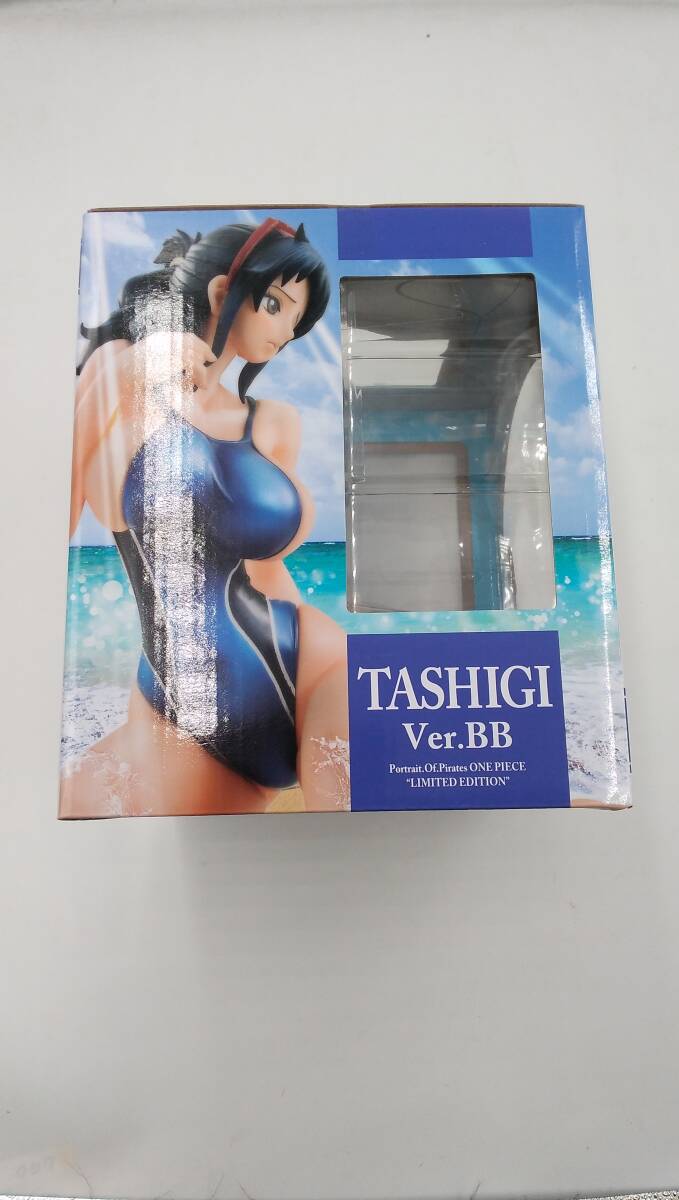 TASHIGI
Ver.BB
Portrait.Of.Pirates ONE PIECE
"LIMITED EDITION"